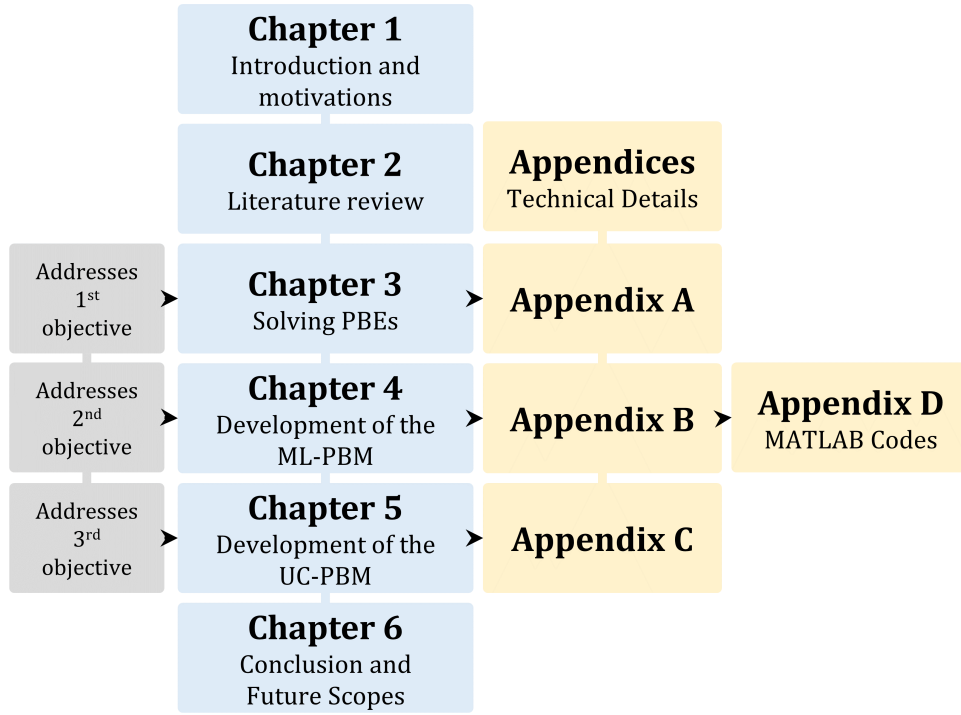 Chapter 1
Introduction and
motivations
Chapter 2
Literature review
Appendices
Technical Details
Addresses
1st
objective
Chapter 3
Solving PBEs
Appendix A
Addresses
2nd
objective
Chapter 4
Development of the
ML-PBM
Appendix B
Appendix D
MATLAB Codes
Addresses
3rd
objective
Chapter 5
Development of the
UC-PBM
Appendix C
Chapter 6
Conclusion and
Future Scopes